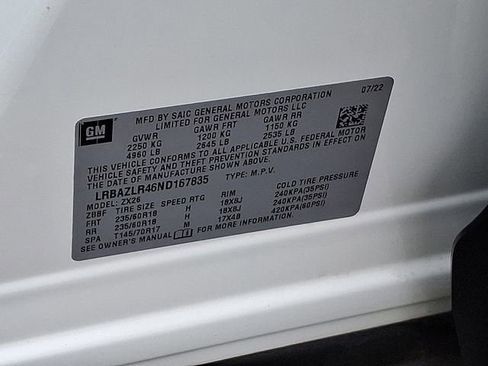 GM
MFD BY SAIC GENERAL MOTORS CORPORATION
LIMITED FOR GENERAL MOTORS LLC
07/22
GVWR GAWR FRT GAWR RR
2250 KG 1200 KG 1150 KG
4960 LB 2645 LB 2535 LB
THIS VEHICLE CONFORMS TO ALL APPLICABLE U.S. FEDERAL MOTOR
VEHICLE SAFETY AND THEFT PREVENTION STANDARDS IN EFFECT ON
THE DATE OF MANUFACTURE SHOWN ABOVE.
LRBAZLR46ND167835 TYPE: M.P.V.
MODEL: ZX26
ZBBF TIRE SIZE SPEED RTG RIM COLD TIRE PRESSURE
FRT 235/60R18 H 18X8J 240KPA(35PSI)
RR 235/60R18 H 18X8J 240KPA(35PSI)
SPA T145/70R17 M 17X4B 420KPA(60PSI)
SEE OWNER'S MANUAL